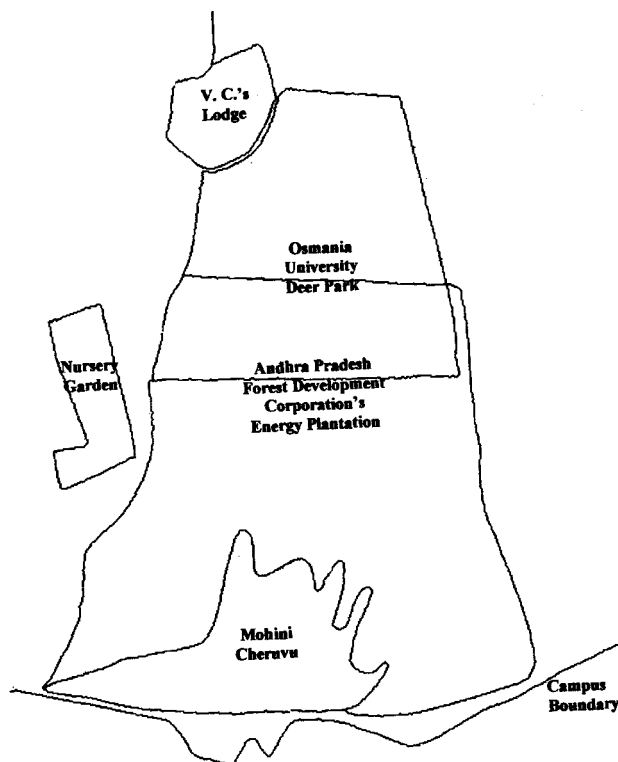 V. C.'s
Lodge
Osmania
University
Deer Park
Nursery
Garden
Andhra Pradesh
Forest Development
Corporation's
Energy Plantation
Mohini
Cheruvu
Campus
Boundary